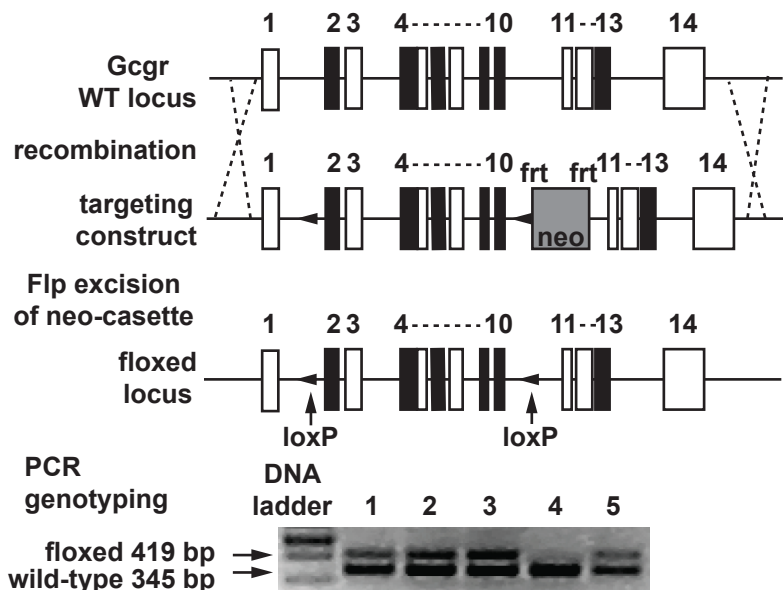 1 2 3 4-------10 11--13 14
Gcgr
WT locus
recombination
1 2 3 4-------10 frt frt 11--13 14
targeting
construct
neo
Flp excision
of neo-casette
1 2 3 4-------10 11--13 14
floxed
locus
loxP loxP
PCR
genotyping
DNA
ladder 1 2 3 4 5
floxed 419 bp
wild-type 345 bp